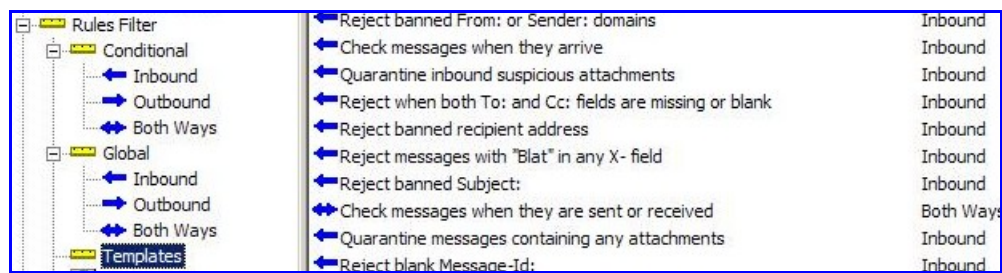 Rules Filter
Conditional
Inbound
Outbound
Both Ways
Global
Inbound
Outbound
Both Ways
Templates
Reject banned From: or Sender: domains Inbound
Check messages when they arrive Inbound
Quarantine inbound suspicious attachments Inbound
Reject when both To: and Cc: fields are missing or blank Inbound
Reject banned recipient address Inbound
Reject messages with "Blat" in any X- field Inbound
Reject banned Subject: Inbound
Check messages when they are sent or received Both Ways
Quarantine messages containing any attachments Inbound
Reject blank Message-Id: Inbound